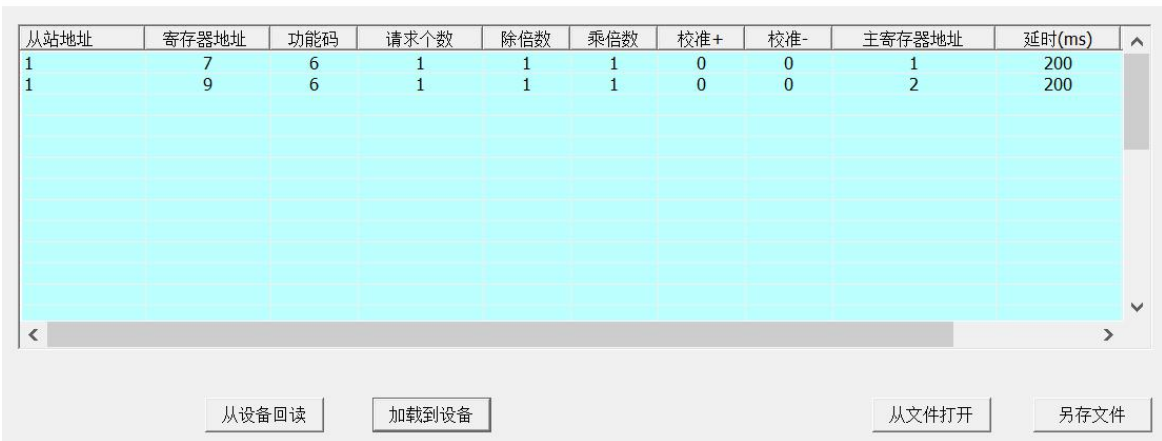 从站地址 寄存器地址 功能码 请求个数 除倍数 乘倍数 校准+ 校准- 主寄存器地址 延时(ms)
1 7 6 1 1 1 0 0 1 200
1 9 6 1 1 1 0 0 2 200
从设备回读 加载到设备 从文件打开 另存文件